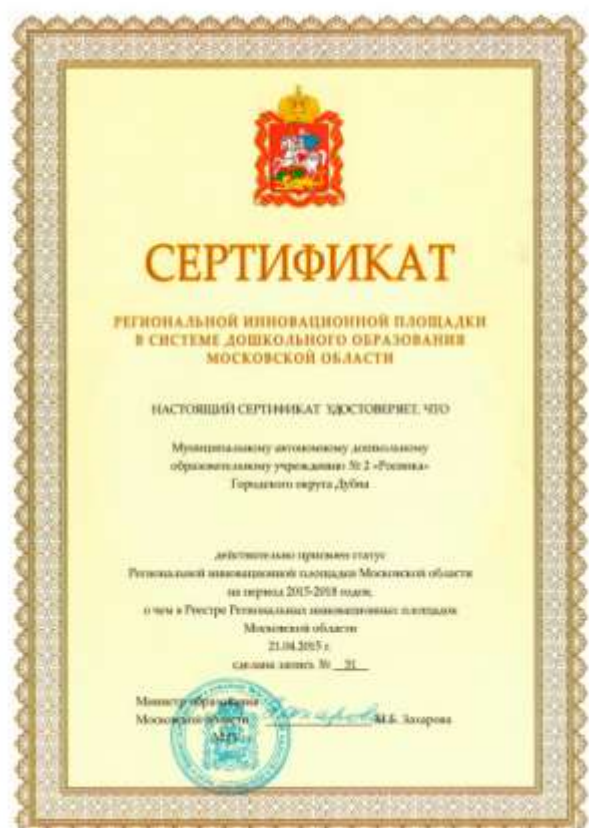 СЕРТИФИКАТ
РЕГИОНАЛЬНОЙ ИННОВАЦИОННОЙ ПЛОЩАДКИ
В СИСТЕМЕ ДОШКОЛЬНОГО ОБРАЗОВАНИЯ
МОСКОВСКОЙ ОБЛАСТИ
НАСТОЯЩИЙ СЕРТИФИКАТ УДОСТОВЕРЯЕТ, ЧТО
Муниципальному автономному дошкольному
образовательному учреждению № 2 «Росинка»
Городского округа Дубна
действительно присвоен статус
Региональной инновационной площадки Московской области
на период 2015-2018 годов,
о чем в Реестре Региональных инновационных площадок
Московской области
21.04.2015 г.
сделана запись № 31
Министр образования
Московской области М.Б. Захарова